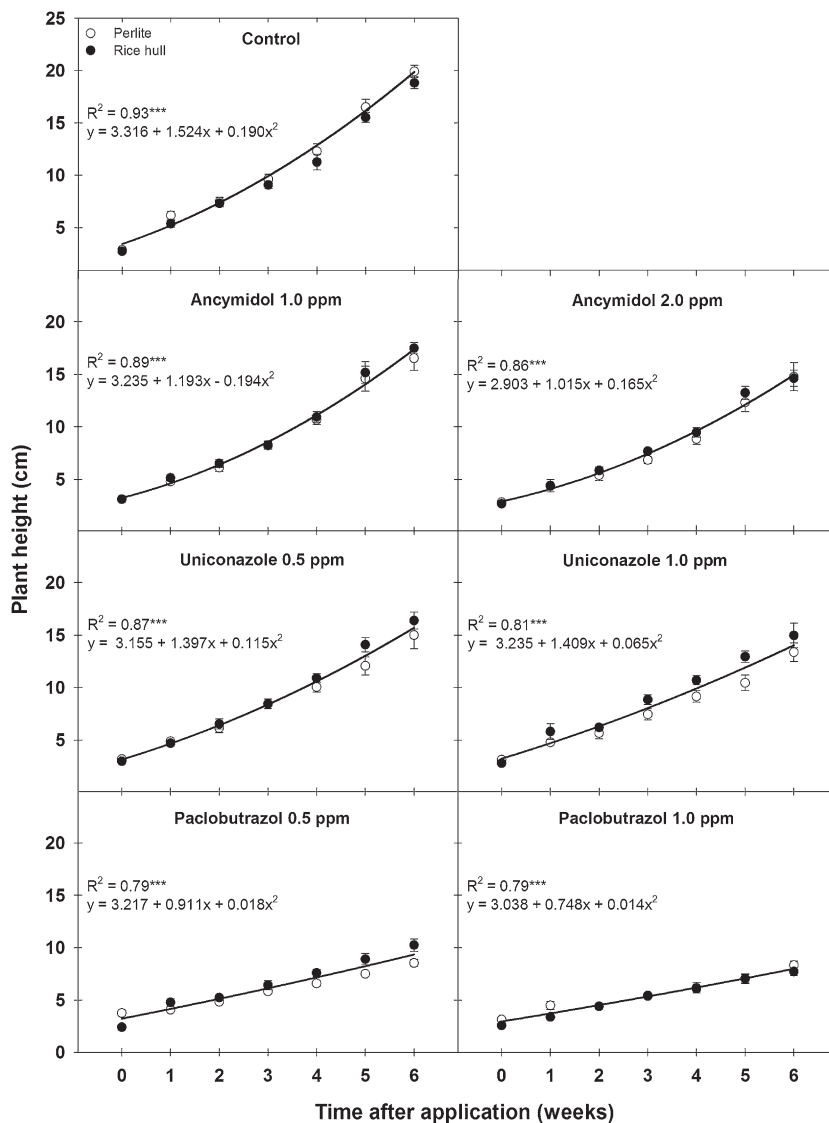 Perlite
Rice hull
Control
R² = 0.93***
y = 3.316 + 1.524x + 0.190x²
25
20
15
10
5
Ancymidol 1.0 ppm
R² = 0.89***
y = 3.235 + 1.193x - 0.194x²
20
15
10
5
Ancymidol 2.0 ppm
R² = 0.86***
y = 2.903 + 1.015x + 0.165x²
Uniconazole 0.5 ppm
R² = 0.87***
y = 3.155 + 1.397x + 0.115x²
20
15
10
5
Uniconazole 1.0 ppm
R² = 0.81***
y = 3.235 + 1.409x + 0.065x²
Paclobutrazol 0.5 ppm
R² = 0.79***
y = 3.217 + 0.911x + 0.018x²
20
15
10
5
0
Paclobutrazol 1.0 ppm
R² = 0.79***
y = 3.038 + 0.748x + 0.014x²
0 1 2 3 4 5 6
0 1 2 3 4 5 6
Plant height (cm)
Time after application (weeks)